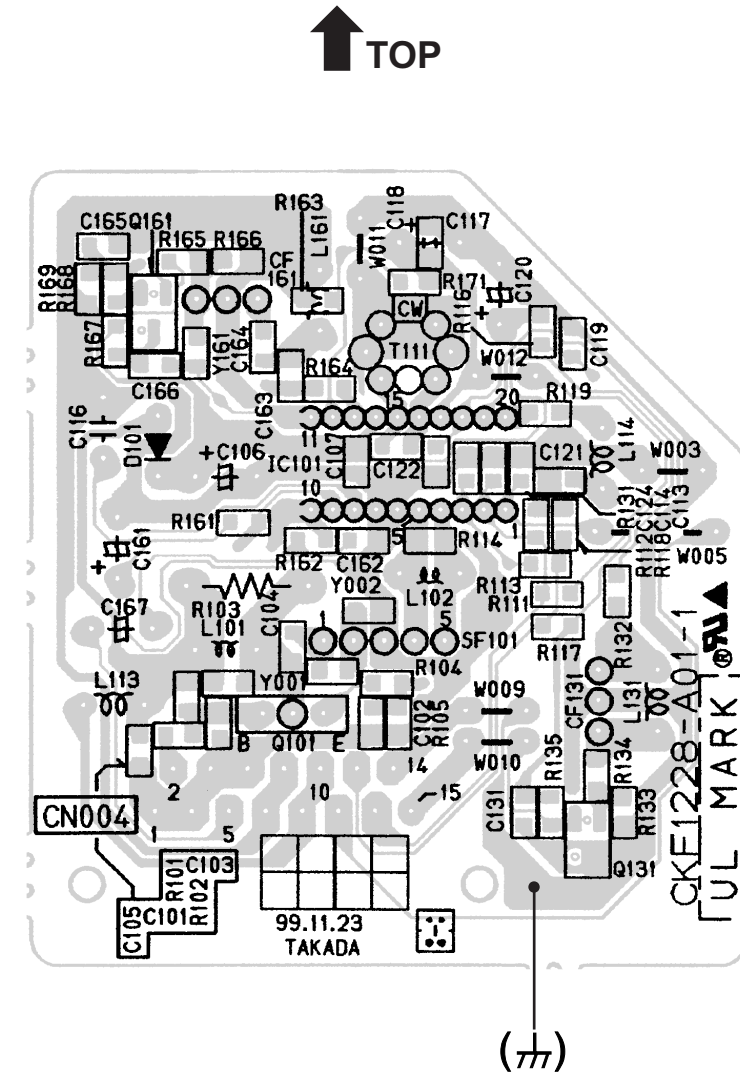 TOP
R163
C118
C165
Q161
R165
R166
CF
161
L161
W011
C117
R171
C120
R169
R168
R116
CW
R167
Y161
C164
T111
C119
W012
C166
R164
15
20
R119
C163
C116
D101
11
C106
IC101
C107
C122
C121
L114
W003
10
R161
5
1
R131
R112
C124
R118
C114
C113
R162
C162
R114
W005
C161
Y002
L102
R113
R111
C167
R103
L101
C104
1
5
SF101
R117
R132
L113
Y001
R104
W009
CF131
L131
B
Q101
E
C102
R105
W010
14
R135
R134
2
10
15
C131
R133
CN004
1
5
Q131
C103
R101
R102
C101
C105
99.11.23
TAKADA
CKF1228-A01-1
UL MARK